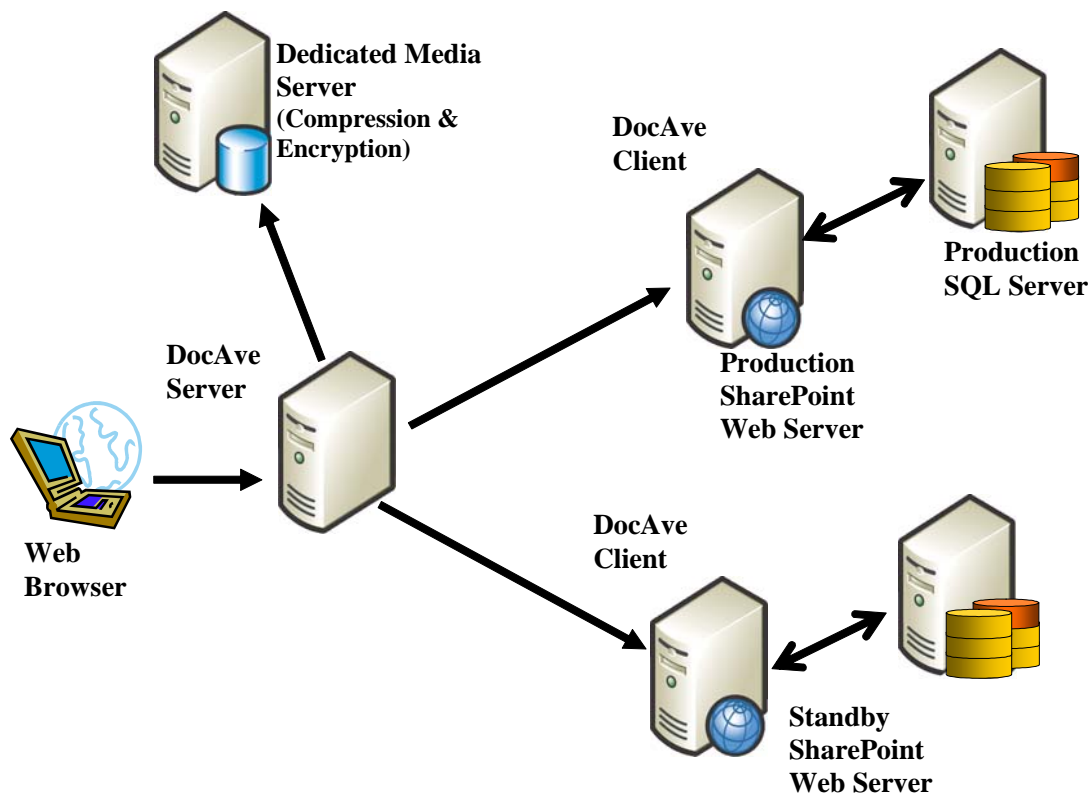 Dedicated Media
Server
(Compression &
Encryption)
DocAve
Client
Production
SQL Server
DocAve
Server
Production
SharePoint
Web Server
Web
Browser
DocAve
Client
Standby
SharePoint
Web Server